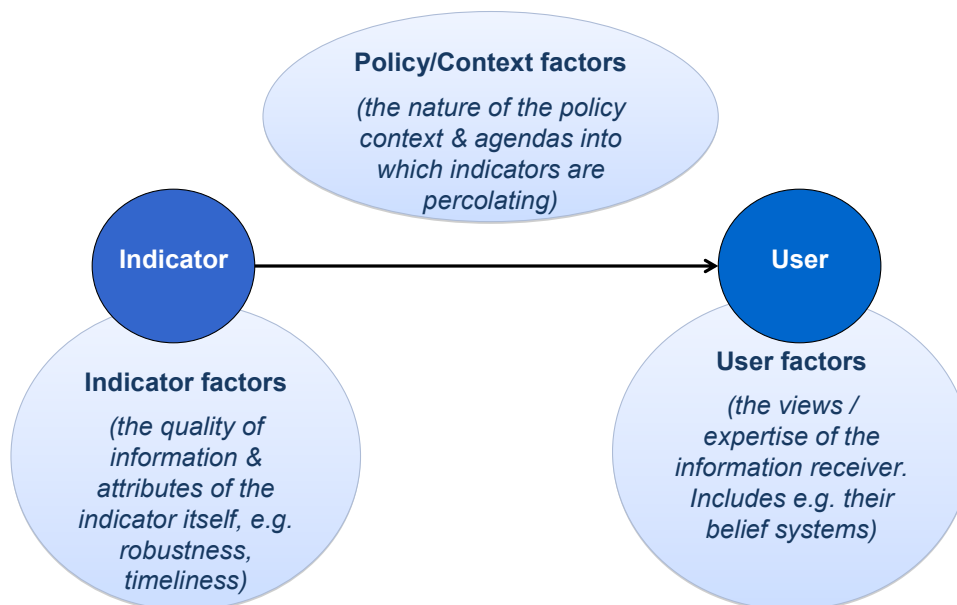 Policy/Context factors
(the nature of the policy
context & agendas into
which indicators are
percolating)
Indicator
User
Indicator factors
(the quality of
information &
attributes of the
indicator itself, e.g.
robustness,
timeliness)
User factors
(the views /
expertise of the
information receiver.
Includes e.g. their
belief systems)